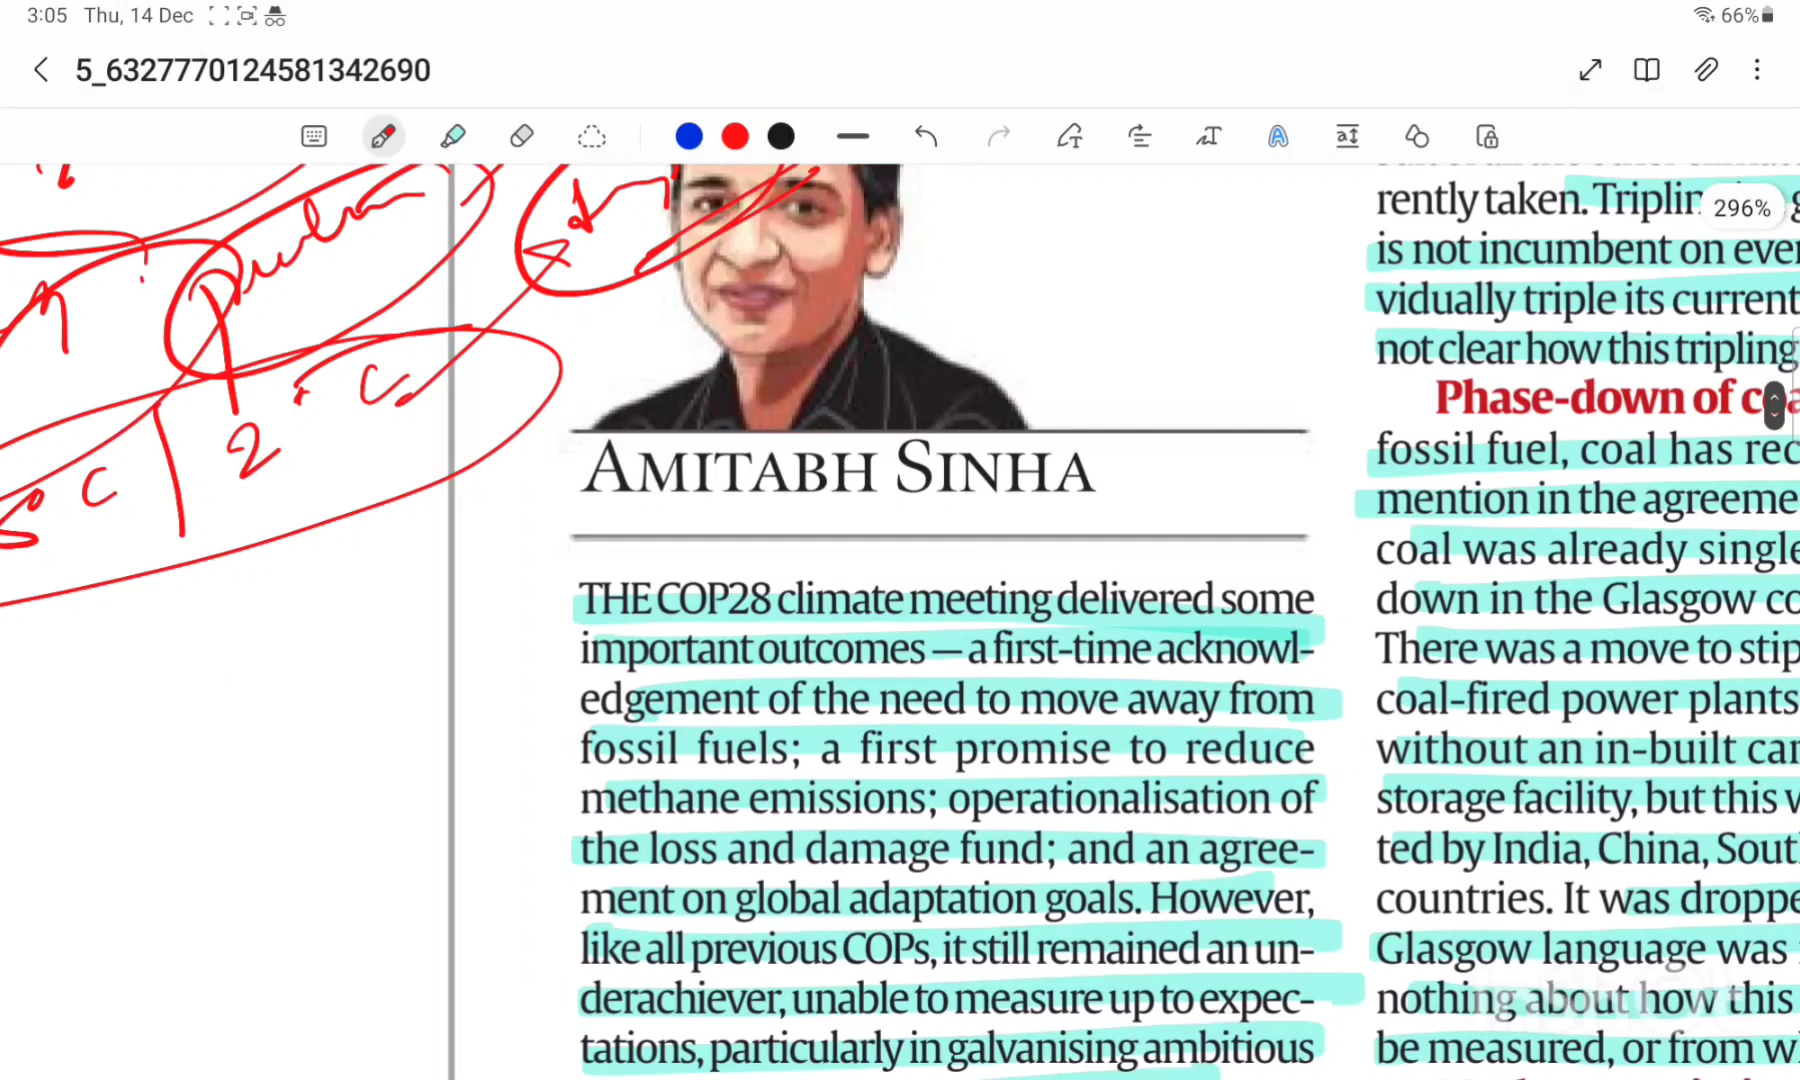 3:05 Thu, 14 Dec
66%
5_6327770124581342690
296%
2 C
5° C
AMITABH SINHA
THE COP28 climate meeting delivered some
important outcomes — a first-time acknowl-
edgement of the need to move away from
fossil fuels; a first promise to reduce
methane emissions; operationalisation of
the loss and damage fund; and an agree-
ment on global adaptation goals. However,
like all previous COPs, it still remained an un-
derachiever, unable to measure up to expec-
tations, particularly in galvanising ambitious
rently taken. Triplin
is not incumbent on ever
vidually triple its current
not clear how this tripling
Phase-down of coa
fossil fuel, coal has rec
mention in the agreeme
coal was already single
down in the Glasgow co
There was a move to stip
coal-fired power plants
without an in-built car
storage facility, but this w
ted by India, China, Sout
countries. It was droppe
Glasgow language was
nothing about how this
be measured, or from wh